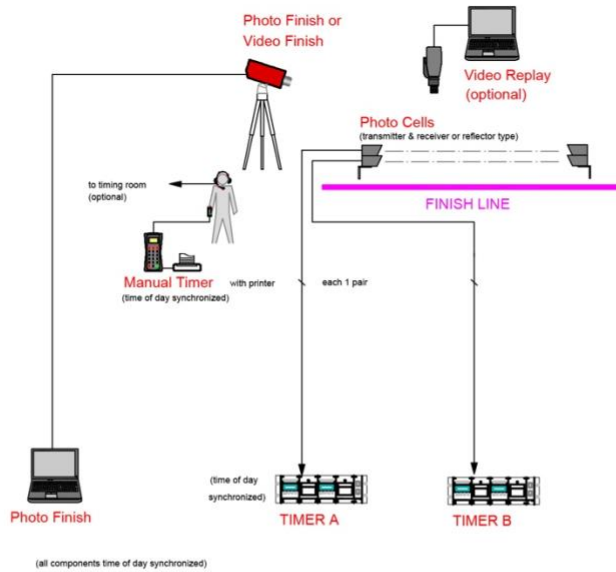 Photo Finish or
Video Finish
Video Replay
(optional)
Photo Cells
(transmitter & receiver or reflector type)
to timing room
(optional)
FINISH LINE
Manual Timer
with printer
each 1 pair
(time of day synchronized)
(time of day
synchronized)
Photo Finish
TIMER A
TIMER B
(all components time of day synchronized)